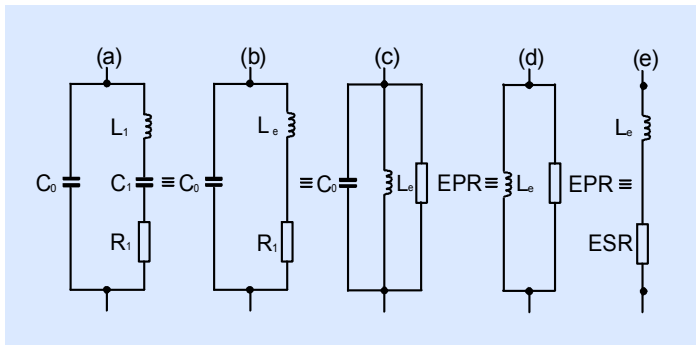 (a) (b) (c) (d) (e)
L₁ Lₑ Lₑ
C₀ C₁ ≡ C₀ ≡ C₀ Lₑ EPR ≡ Lₑ EPR ≡
R₁ R₁ ESR